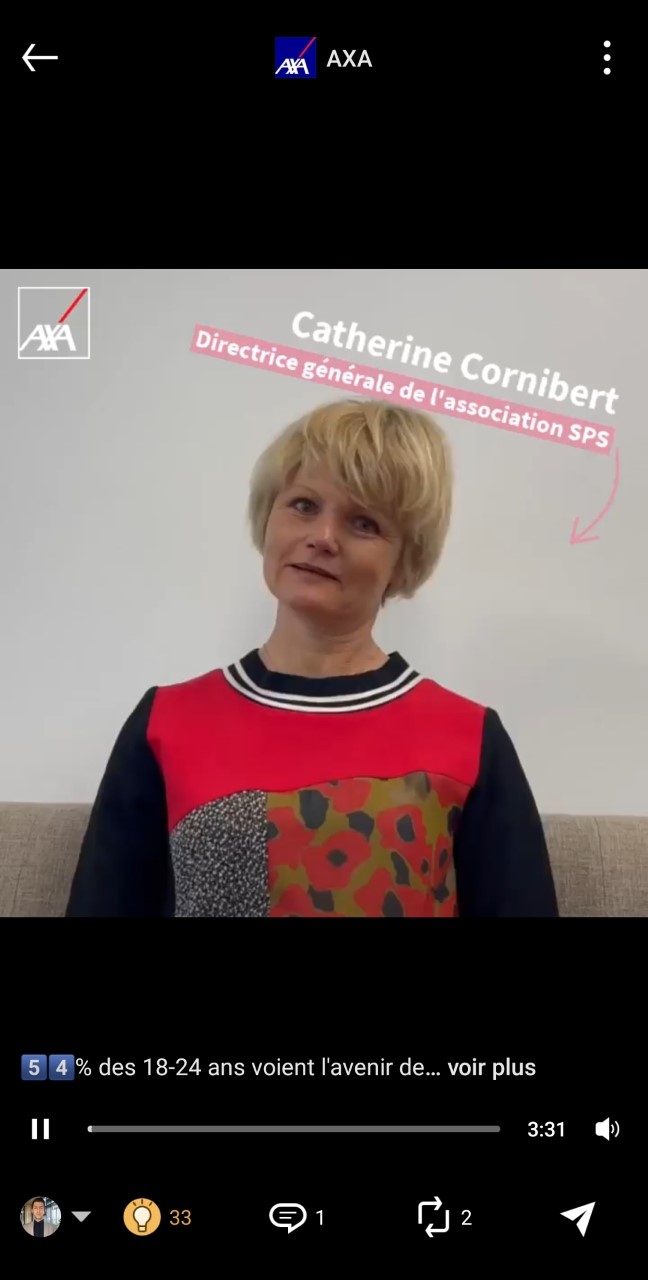 AXA
AXA
AXA
Catherine Cornibert
Directrice générale de l'association SPS
54% des 18-24 ans voient l'avenir de… voir plus
3:31
33
1
2